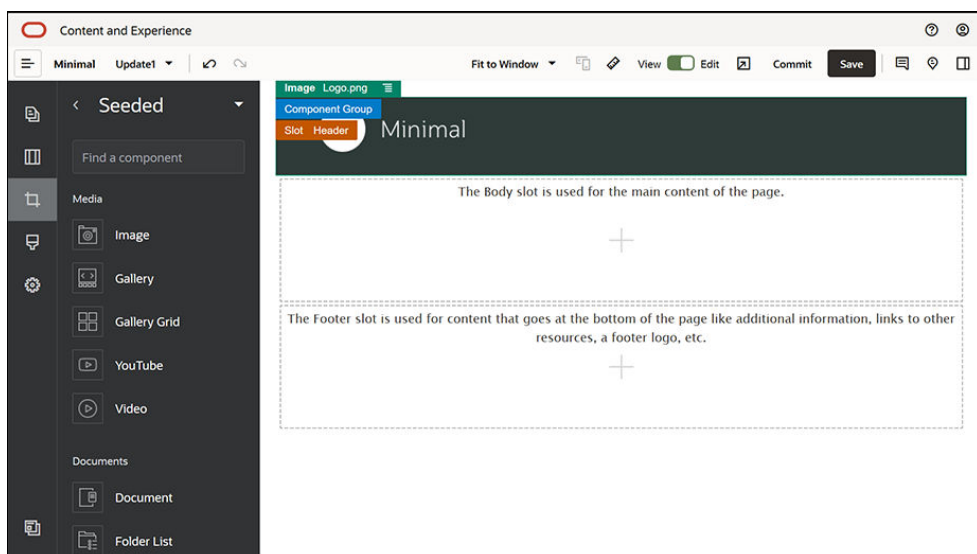 Content and Experience
Minimal Update1 Fit to Window View Edit Commit Save
Seeded
Find a component
Media
Image
Gallery
Gallery Grid
YouTube
Video
Documents
Document
Folder List
Image Logo.png
Component Group
Slot Header
Minimal
The Body slot is used for the main content of the page.
The Footer slot is used for content that goes at the bottom of the page like additional information, links to other
resources, a footer logo, etc.